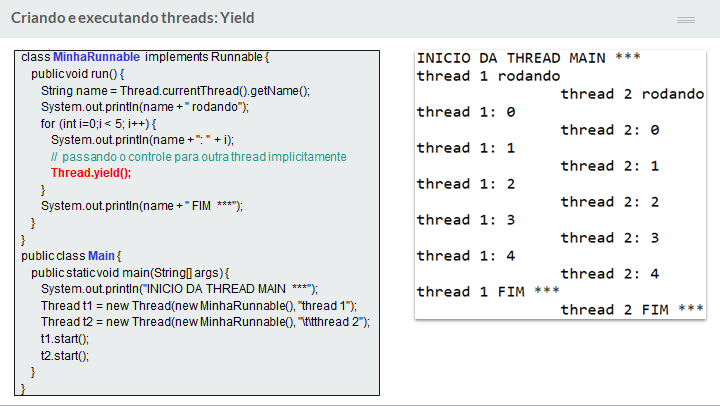 Criando e executando threads: Yield
class MinhaRunnable implements Runnable {
public void run() {
String name = Thread.currentThread().getName();
System.out.println(name + " rodando");
for (int i=0;i < 5; i++) {
System.out.println(name + ": " + i);
// passando o controle para outra thread implicitamente
Thread.yield();
}
System.out.println(name + " FIM ***");
}
}
public class Main {
public static void main(String[] args) {
System.out.println("INICIO DA THREAD MAIN ***");
Thread t1 = new Thread(new MinhaRunnable(), "thread 1");
Thread t2 = new Thread(new MinhaRunnable(), "\t\tthread 2");
t1.start();
t2.start();
}
}
INICIO DA THREAD MAIN ***
thread 1 rodando
thread 2 rodando
thread 1: 0
thread 2: 0
thread 1: 1
thread 2: 1
thread 1: 2
thread 2: 2
thread 1: 3
thread 2: 3
thread 1: 4
thread 2: 4
thread 1 FIM ***
thread 2 FIM ***